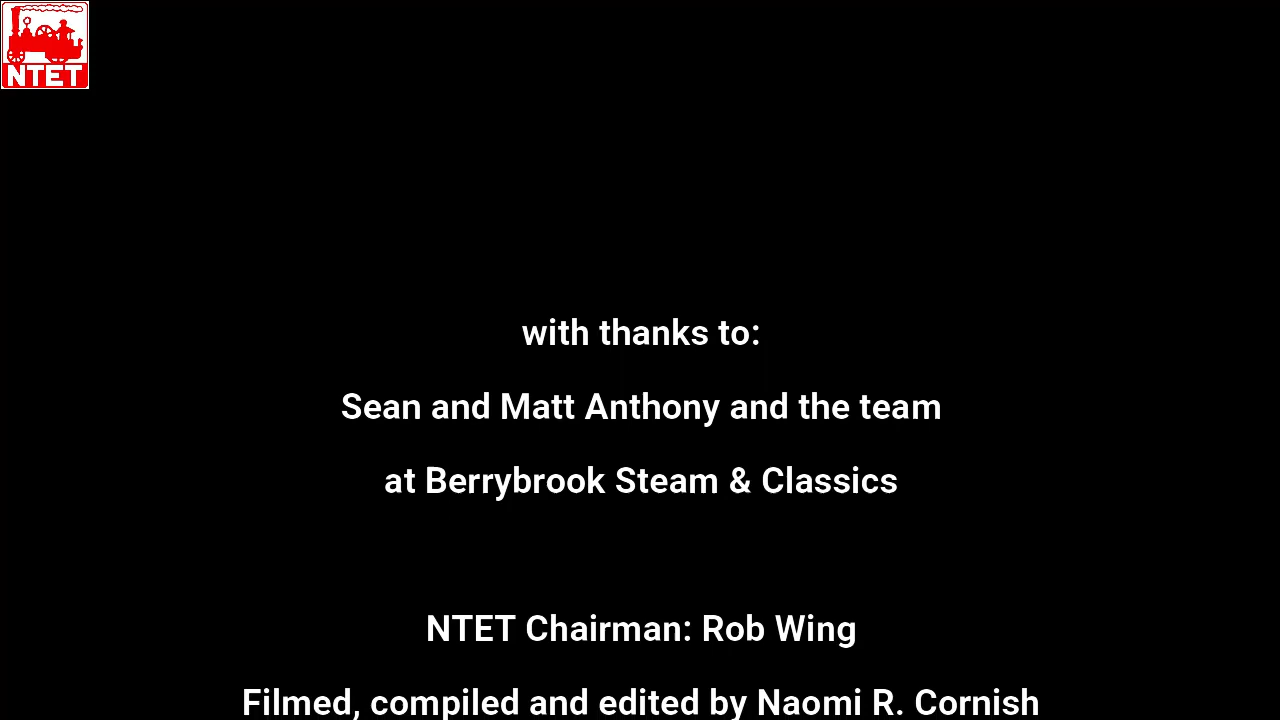 NTET
with thanks to:
Sean and Matt Anthony and the team
at Berrybrook Steam & Classics
NTET Chairman: Rob Wing
Filmed, compiled and edited by Naomi R. Cornish